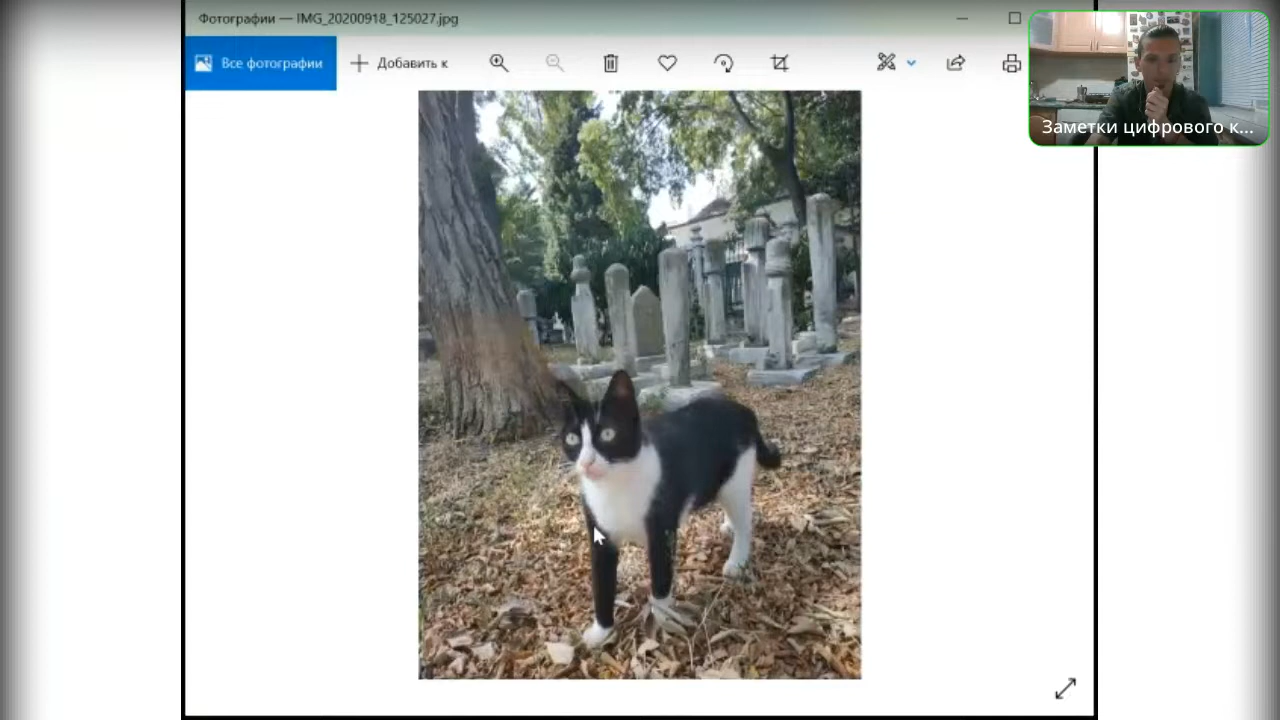 Фотографии — IMG_20200918_125027.jpg
Все фотографии
Добавить к
Заметки цифрового к...